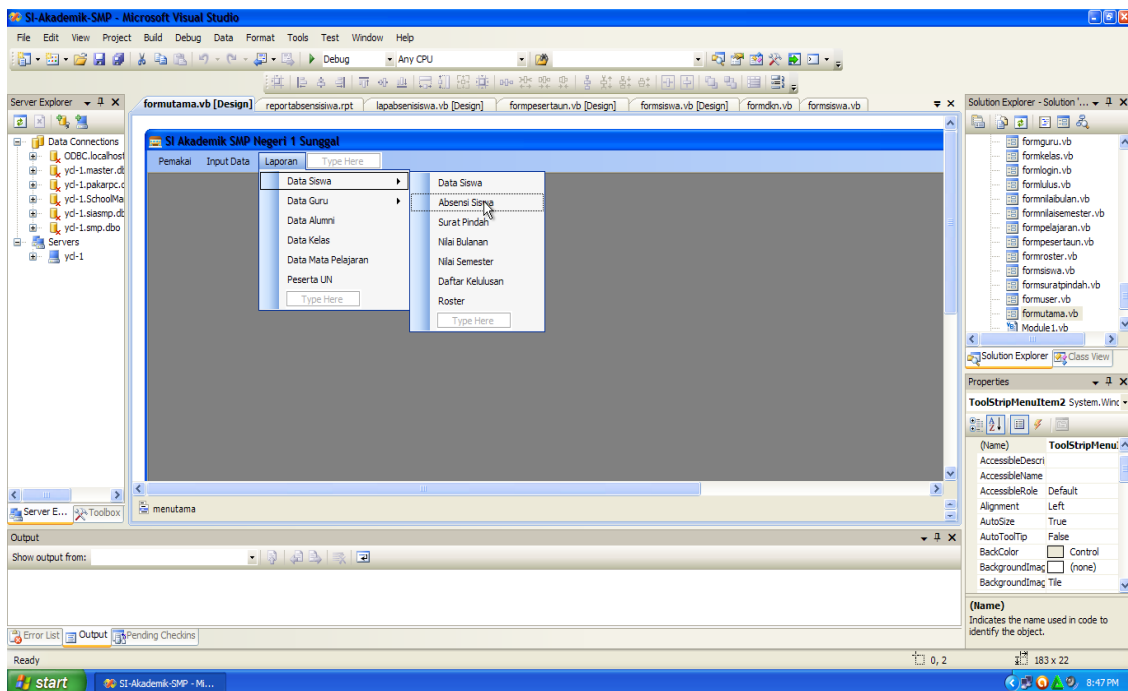 SI-Akademik-SMP - Microsoft Visual Studio
File Edit View Project Build Debug Data Format Tools Test Window Help
Debug Any CPU
Server Explorer
formutama.vb [Design] reportabsensisiwa.rpt lapabsenisiswa.vb [Design] formpesertaun.vb [Design] formsiswa.vb [Design] formdkn.vb formsiswa.vb
Solution Explorer - Solution '...
Data Connections
ODBC.localhost
ycl-1.master.db
ycl-1.pakarpc.d
ycl-1.SchoolMa
ycl-1.siasmp.db
ycl-1.smp.dbo
Servers
ycl-1
Server E... Toolbox
SI Akademik SMP Negeri 1 Sunggal
Pemakai Input Data Laporan Type Here
Data Siswa
Data Guru
Data Alumni
Data Kelas
Data Mata Pelajaran
Peserta UN
Type Here
Data Siswa
Absensi Siswa
Surat Pindah
Nilai Bulanan
Nilai Semester
Daftar Kelulusan
Roster
Type Here
menutama
formguru.vb
formkelas.vb
formlogin.vb
formlulus.vb
formnilaibulan.vb
formnilaisemester.vb
formpelajaran.vb
formpesertaun.vb
formroster.vb
formsiswa.vb
formsuratpindah.vb
formuser.vb
formutama.vb
Module1.vb
Solution Explorer Class View
Properties
ToolStripMenuItem2 System.Winc
(Name) ToolStripMenu
AccessibleDescri
AccessibleName
AccessibleRole Default
Alignment Left
AutoSize True
AutoToolTip False
BackColor Control
BackgroundImag (none)
BackgroundImag Tile
(Name)
Indicates the name used in code to
identify the object.
Output
Show output from:
Error List Output Pending Checkins
Ready 0, 2 183 x 22
start SI-Akademik-SMP - Mi... 8:47 PM